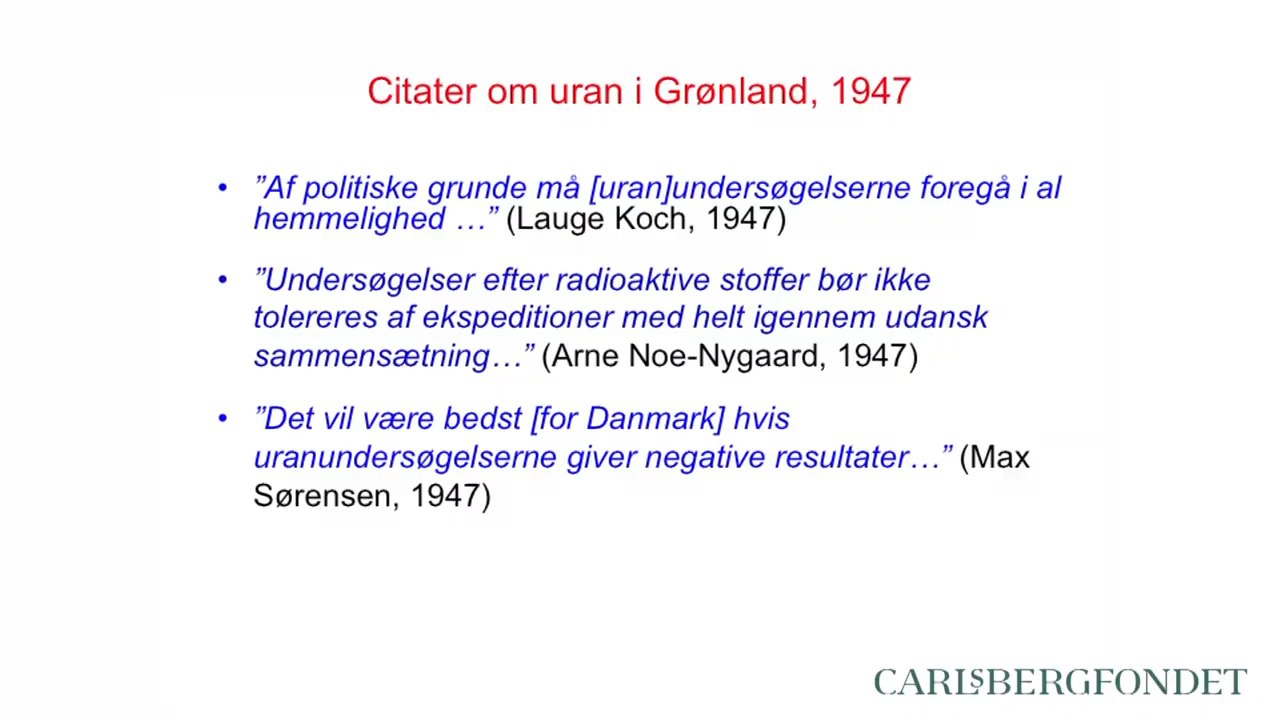 Citater om uran i Grønland, 1947
• ”Af politiske grunde må [uran]undersøgelserne foregå i al
hemmelighed …” (Lauge Koch, 1947)
• ”Undersøgelser efter radioaktive stoffer bør ikke
tolereres af ekspeditioner med helt igennem udansk
sammensætning…” (Arne Noe-Nygaard, 1947)
• ”Det vil være bedst [for Danmark] hvis
uranundersøgelserne giver negative resultater…” (Max
Sørensen, 1947)
CARLSBERGFONDET